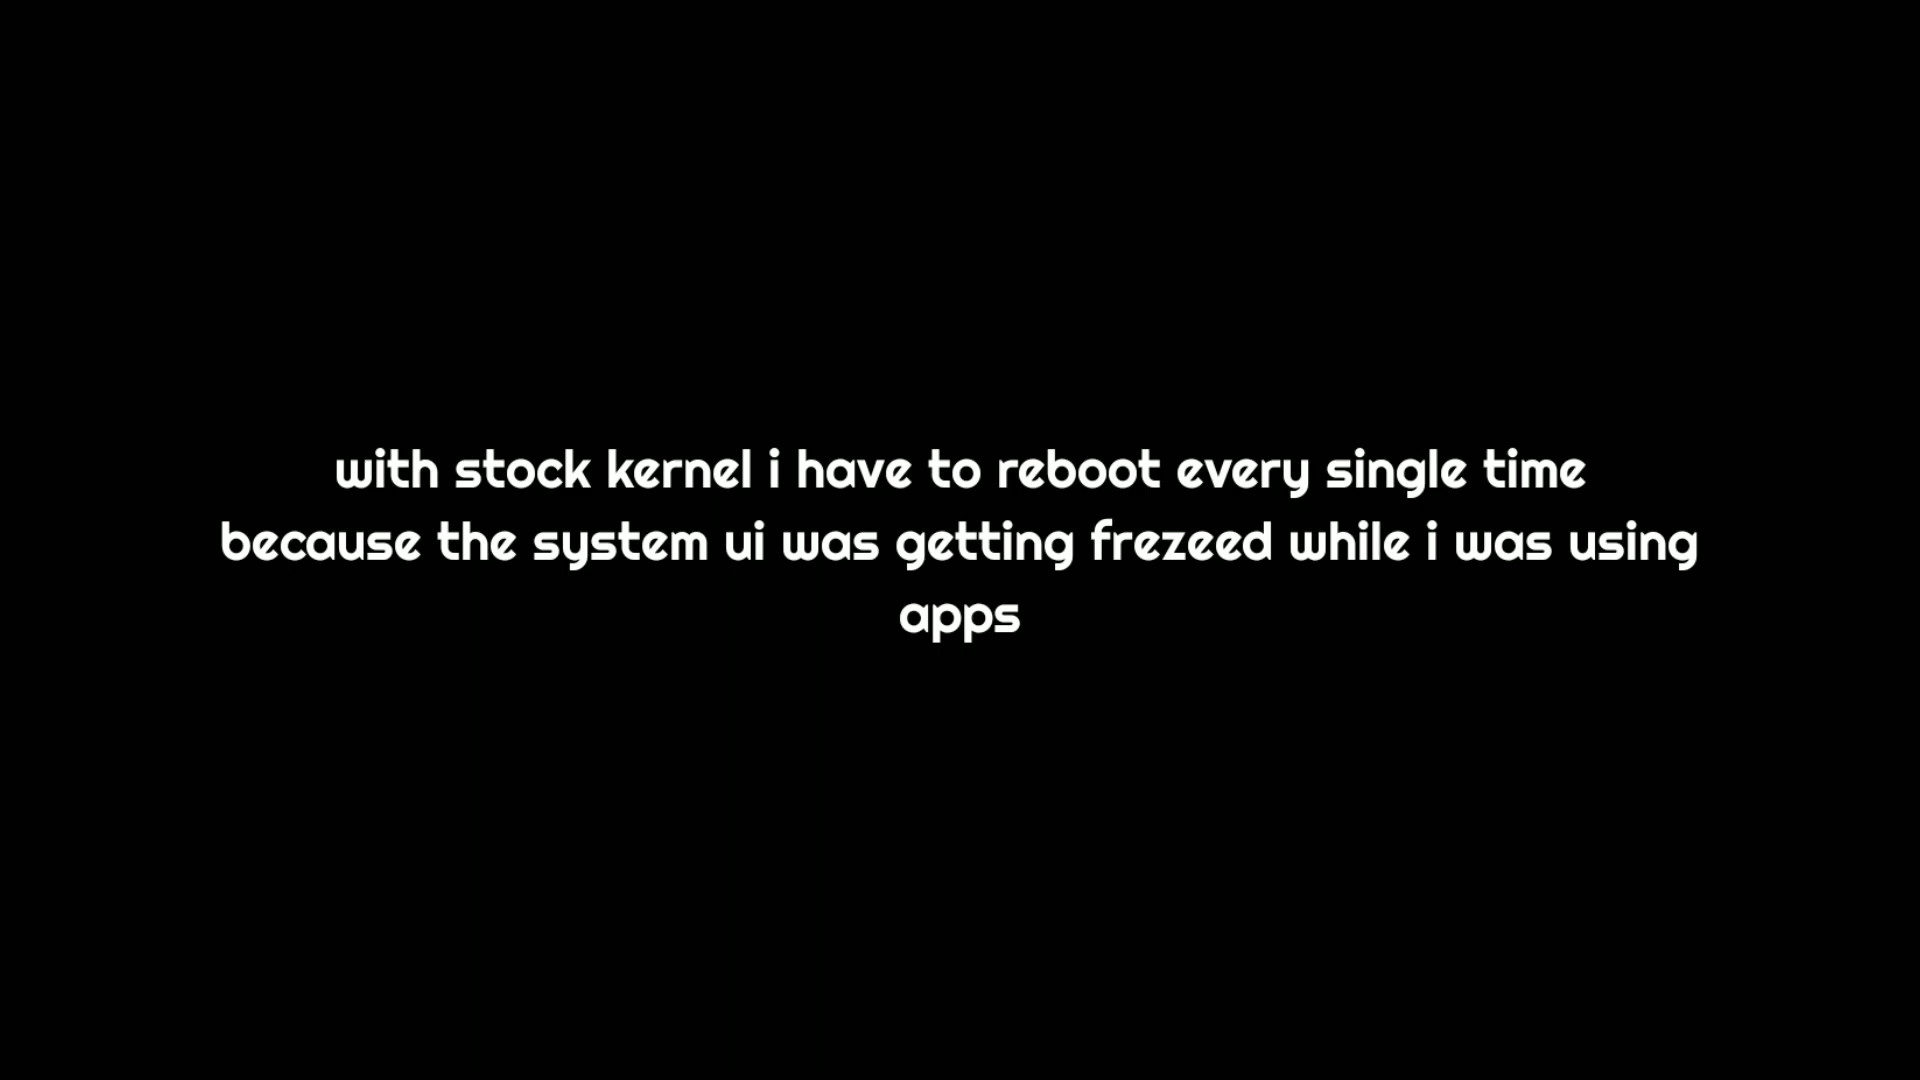 with stock kernel i have to reboot every single time
because the system ui was getting frezeed while i was using
apps